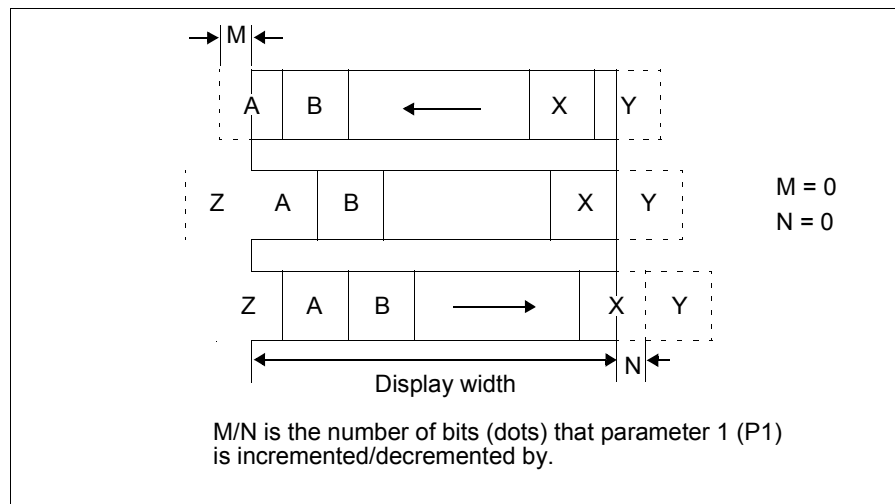 M
A B X Y
Z A B X Y
M = 0
N = 0
Z A B X Y
N
Display width
M/N is the number of bits (dots) that parameter 1 (P1)
is incremented/decremented by.